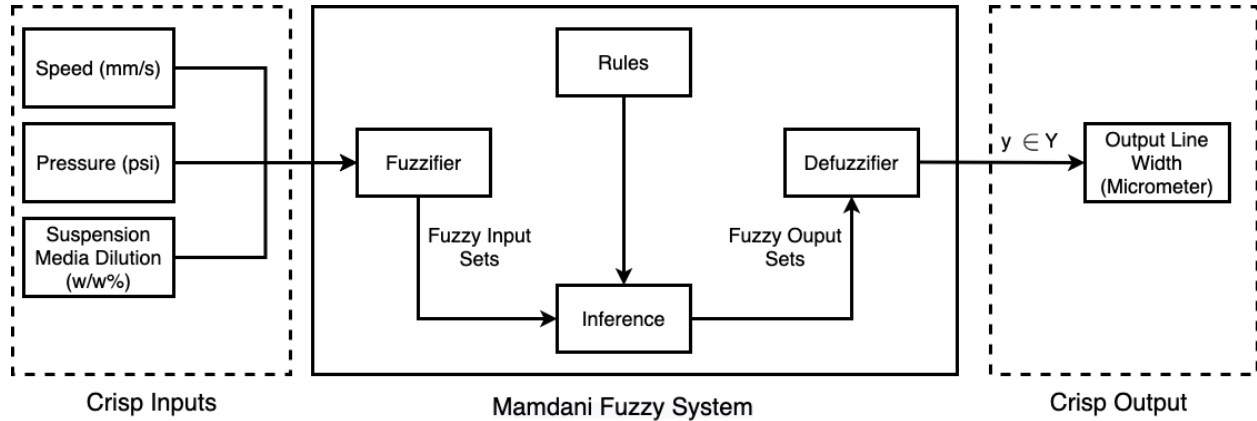 Speed (mm/s)
Pressure (psi)
Suspension
Media Dilution
(w/w%)
Crisp Inputs
Rules
Fuzzifier
Defuzzifier
Fuzzy Input
Sets
Fuzzy Ouput
Sets
Inference
Mamdani Fuzzy System
y ∈ Y
Output Line
Width
(Micrometer)
Crisp Output